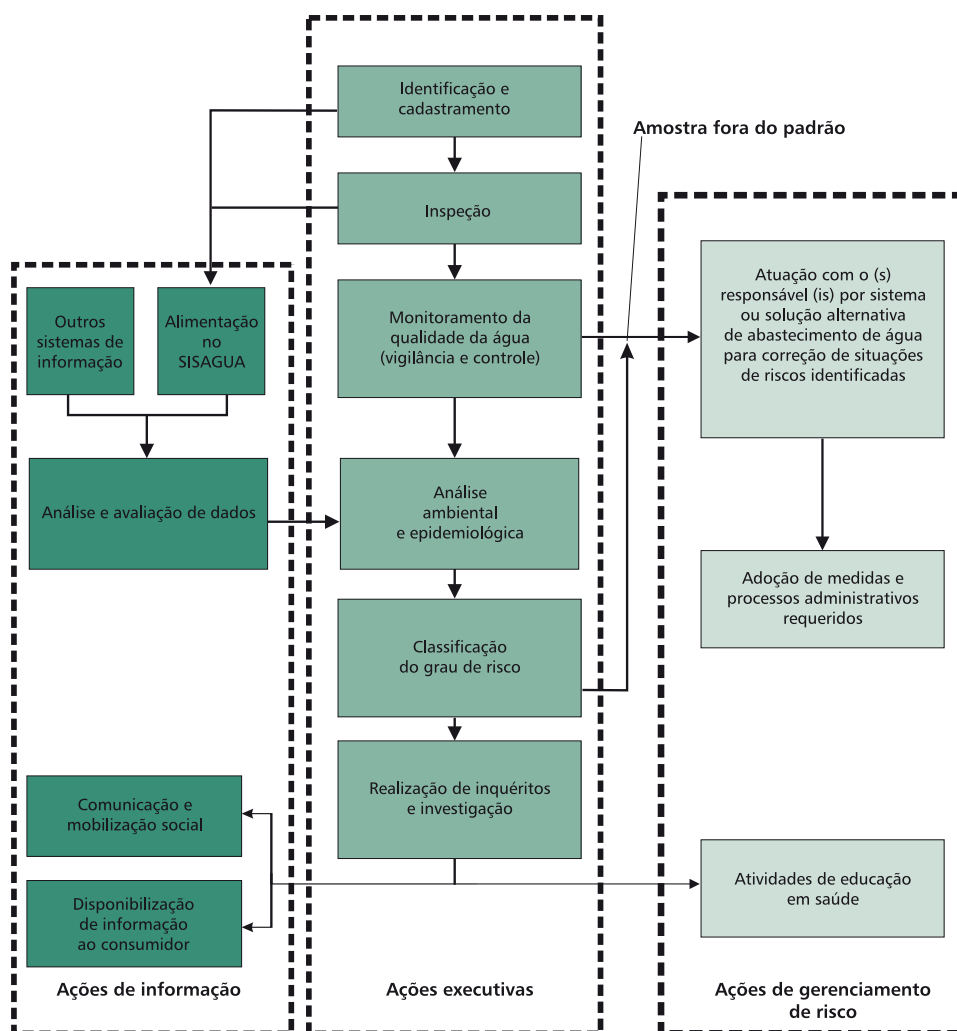 Identificação e
cadastramento
Amostra fora do padrão
Inspeção
Outros
sistemas de
informação
Alimentação
no
SISAGUA
Monitoramento da
qualidade da água
(vigilância e controle)
Atuação com o (s)
responsável (is) por sistema
ou solução alternativa
de abastecimento de água
para correção de situações
de riscos identificadas
Análise e avaliação de dados
Análise
ambiental
e epidemiológica
Adoção de medidas e
processos administrativos
requeridos
Classificação
do grau de risco
Realização de inquéritos
e investigação
Comunicação e
mobilização social
Disponibilização
de informação
ao consumidor
Atividades de educação
em saúde
Ações de informação
Ações executivas
Ações de gerenciamento
de risco